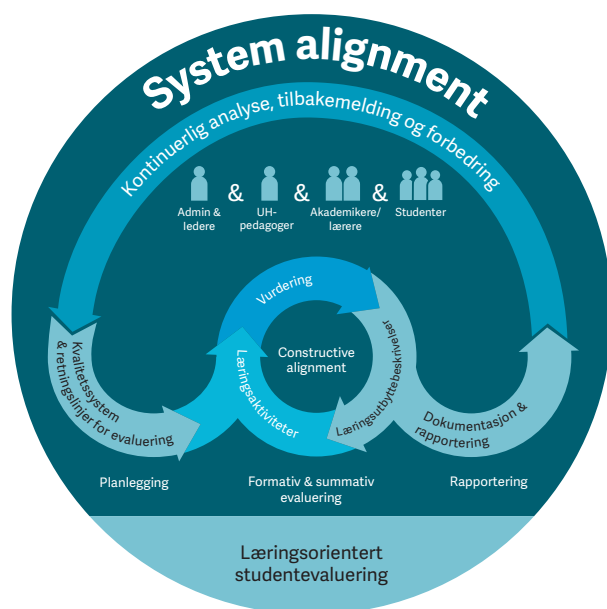 System alignment
Kontinuerlig analyse, tilbakemelding og forbedring
& & &
Admin &
ledere
UH-
pedagoger
Akademikere/
lærere
Studenter
Vurdering
Constructive
alignment
Læringsaktiviteter
Læringsutbyttebeskrivelser
Kvalitetssystem
& retningslinjer for evaluering
Dokumentasjon &
rapportering
Planlegging
Formativ & summativ
evaluering
Rapportering
Læringsorientert
studentevaluering